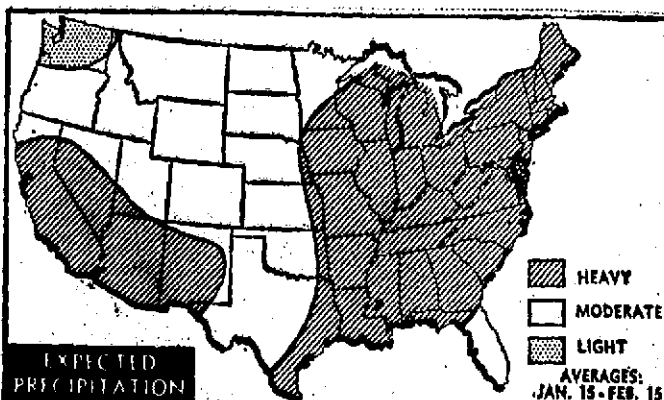 HEAVY
MODERATE
LIGHT
AVERAGES:
JAN. 15 - FEB. 15
EXPECTED
PRECIPITATION